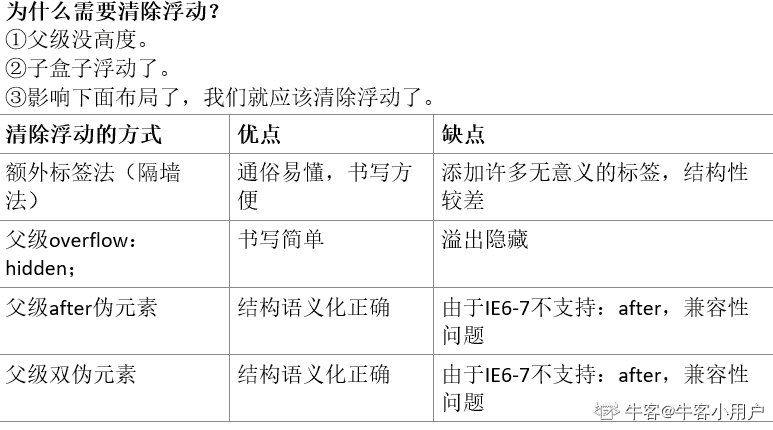 为什么需要清除浮动？
①父级没高度。
②子盒子浮动了。
③影响下面布局了，我们就应该清除浮动了。
清除浮动的方式 优点 缺点
额外标签法（隔墙 通俗易懂，书写方 添加许多无意义的标签，结构性
法） 便 较差
父级overflow: 书写简单 溢出隐藏
hidden;
父级after伪元素 结构语义化正确 由于IE6-7不支持：after，兼容性
问题
父级双伪元素 结构语义化正确 由于IE6-7不支持：after，兼容性
问题
牛客@牛客小用户